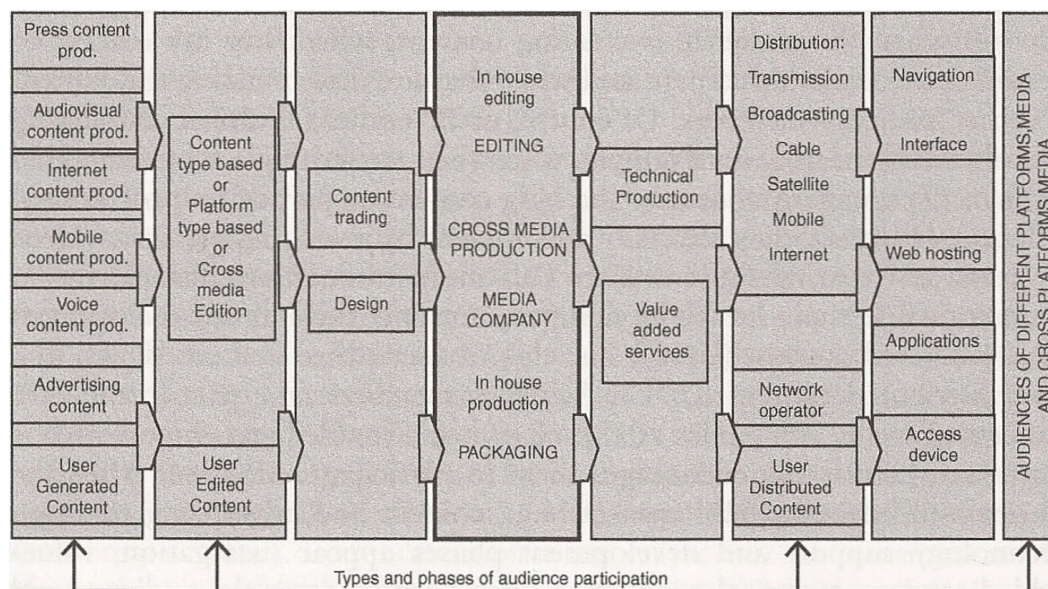 Press content
prod.
Audiovisual
content prod.
Internet
content prod.
Mobile
content prod.
Voice
content prod.
Advertising
content
User
Generated
Content
Content
type based
or
Platform
type based
or
Cross
media
Edition
User
Edited
Content
Content
trading
Design
In house
editing
EDITING
CROSS MEDIA
PRODUCTION
MEDIA
COMPANY
In house
production
PACKAGING
Technical
Production
Value
added
services
Distribution:
Transmission
Broadcasting
Cable
Satellite
Mobile
Internet
Network
operator
User
Distributed
Content
Navigation
Interface
Web hosting
Applications
Access
device
AUDIENCES OF DIFFERENT PLATFORMS,MEDIA
AND CROSS PLATFORMS,MEDIA
Types and phases of audience participation